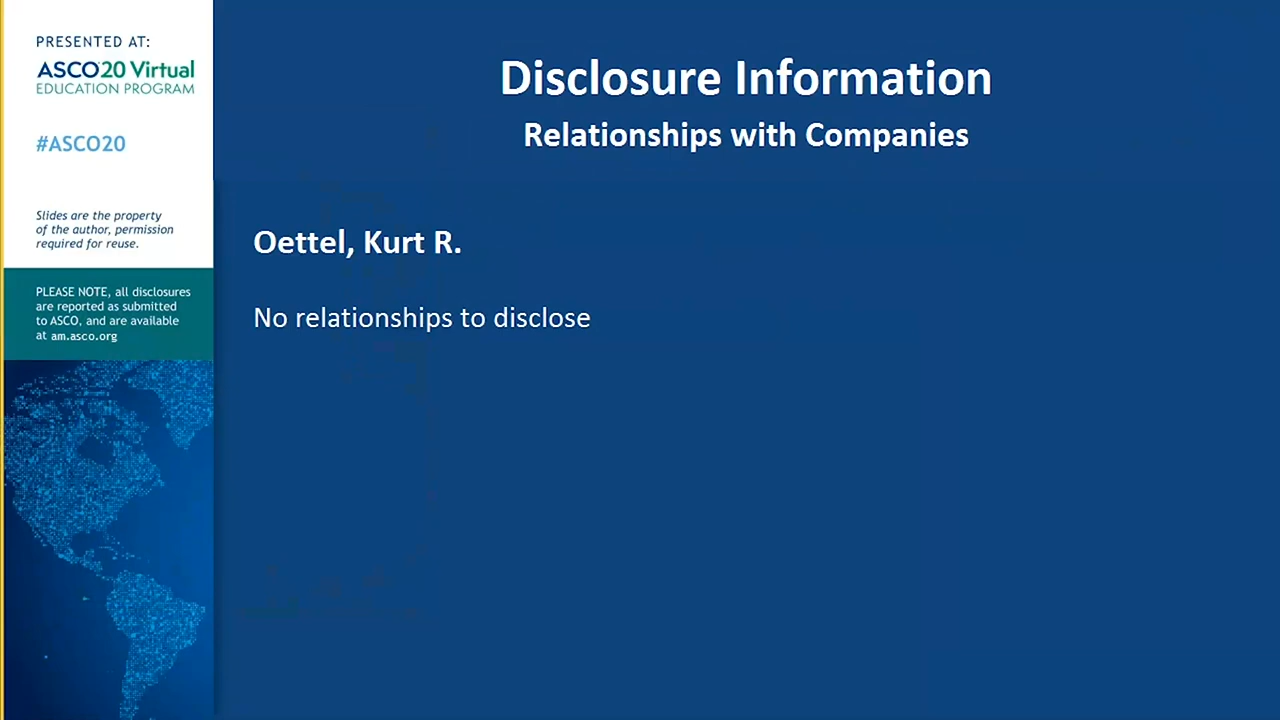 PRESENTED AT:
ASCO20 Virtual
EDUCATION PROGRAM
#ASCO20
Slides are the property
of the author, permission
required for reuse.
PLEASE NOTE, all disclosures
are reported as submitted
to ASCO, and are available
at am.asco.org
Disclosure Information
Relationships with Companies
Oettel, Kurt R.
No relationships to disclose